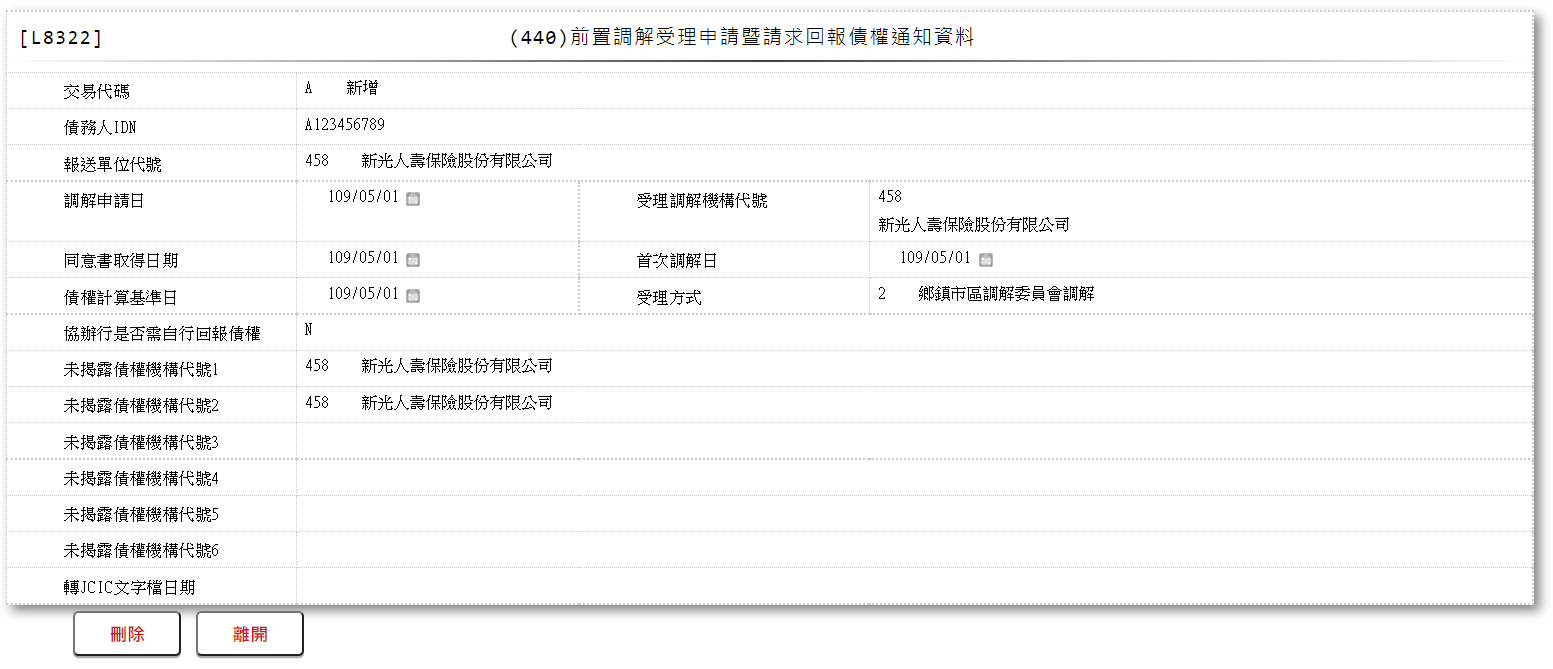 [L8322] (440)前置調解受理申請暨請求回報債權通知資料
交易代碼 A 新增
債務人IDN A123456789
報送單位代號 458 新光人壽保險股份有限公司
調解申請日 109/05/01 受理調解機構代號 458
新光人壽保險股份有限公司
同意書取得日期 109/05/01 首次調解日 109/05/01
債權計算基準日 109/05/01 受理方式 2 鄉鎮市區調解委員會調解
協辦行是否需自行回報債權 N
未揭露債權機構代號1 458 新光人壽保險股份有限公司
未揭露債權機構代號2 458 新光人壽保險股份有限公司
未揭露債權機構代號3
未揭露債權機構代號4
未揭露債權機構代號5
未揭露債權機構代號6
轉JCIC文字檔日期
刪除 離開